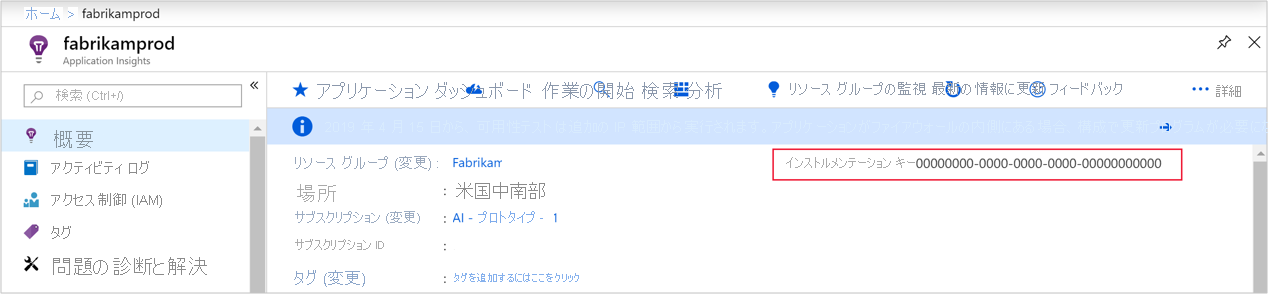 ホーム > fabrikamprod
fabrikamprod
Application Insights
検索 (Ctrl+/)
«
概要
アクティビティ ログ
アクセス制御 (IAM)
タグ
問題の診断と解決
アプリケーション ダッシュボード 作業の開始 検索 分析 リソース グループの監視 最新の情報に更新 フィードバック ... 詳細
リソース グループ (変更) : Fabrikam
場所 : 米国中南部
サブスクリプション (変更) : AI - プロトタイプ - 1
サブスクリプション ID :
タグ (変更) : タグを追加するにはここをクリック
インストルメンテーション キー00000000-0000-0000-0000-00000000000